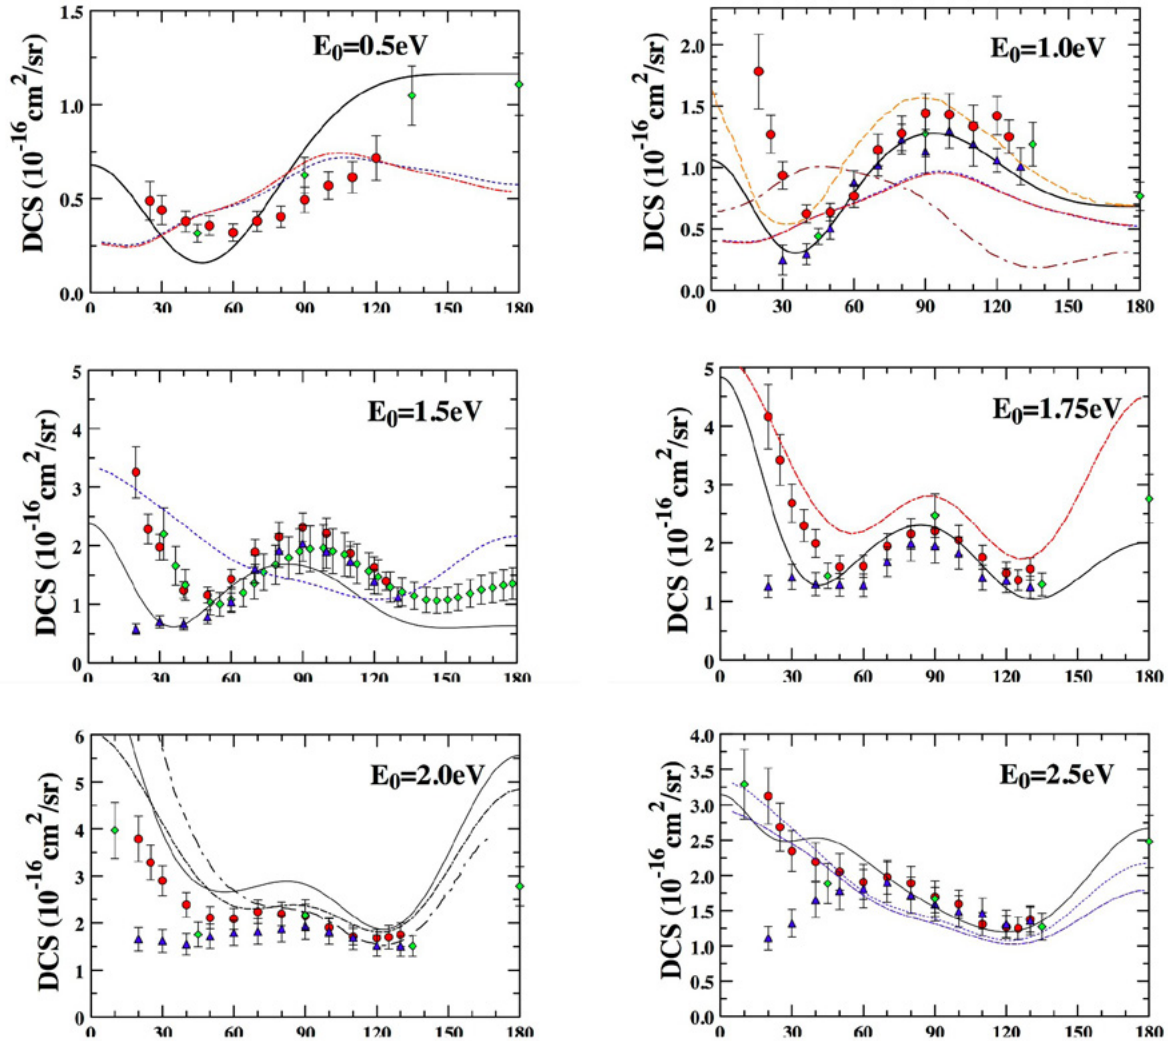 1.5
1.0
0.5
0.0
DCS (10⁻¹⁶cm²/sr)
E₀=0.5eV
0 30 60 90 120 150 180
2.0
1.5
1.0
0.5
0.0
DCS (10⁻¹⁶cm²/sr)
E₀=1.0eV
0 30 60 90 120 150 180
5
4
3
2
1
0
DCS (10⁻¹⁶cm²/sr)
E₀=1.5eV
0 30 60 90 120 150 180
5
4
3
2
1
0
DCS (10⁻¹⁶cm²/sr)
E₀=1.75eV
0 30 60 90 120 150 180
6
5
4
3
2
1
0
DCS (10⁻¹⁶cm²/sr)
E₀=2.0eV
0 30 60 90 120 150 180
4.0
3.5
3.0
2.5
2.0
1.5
1.0
0.5
0.0
DCS (10⁻¹⁶cm²/sr)
E₀=2.5eV
0 30 60 90 120 150 180